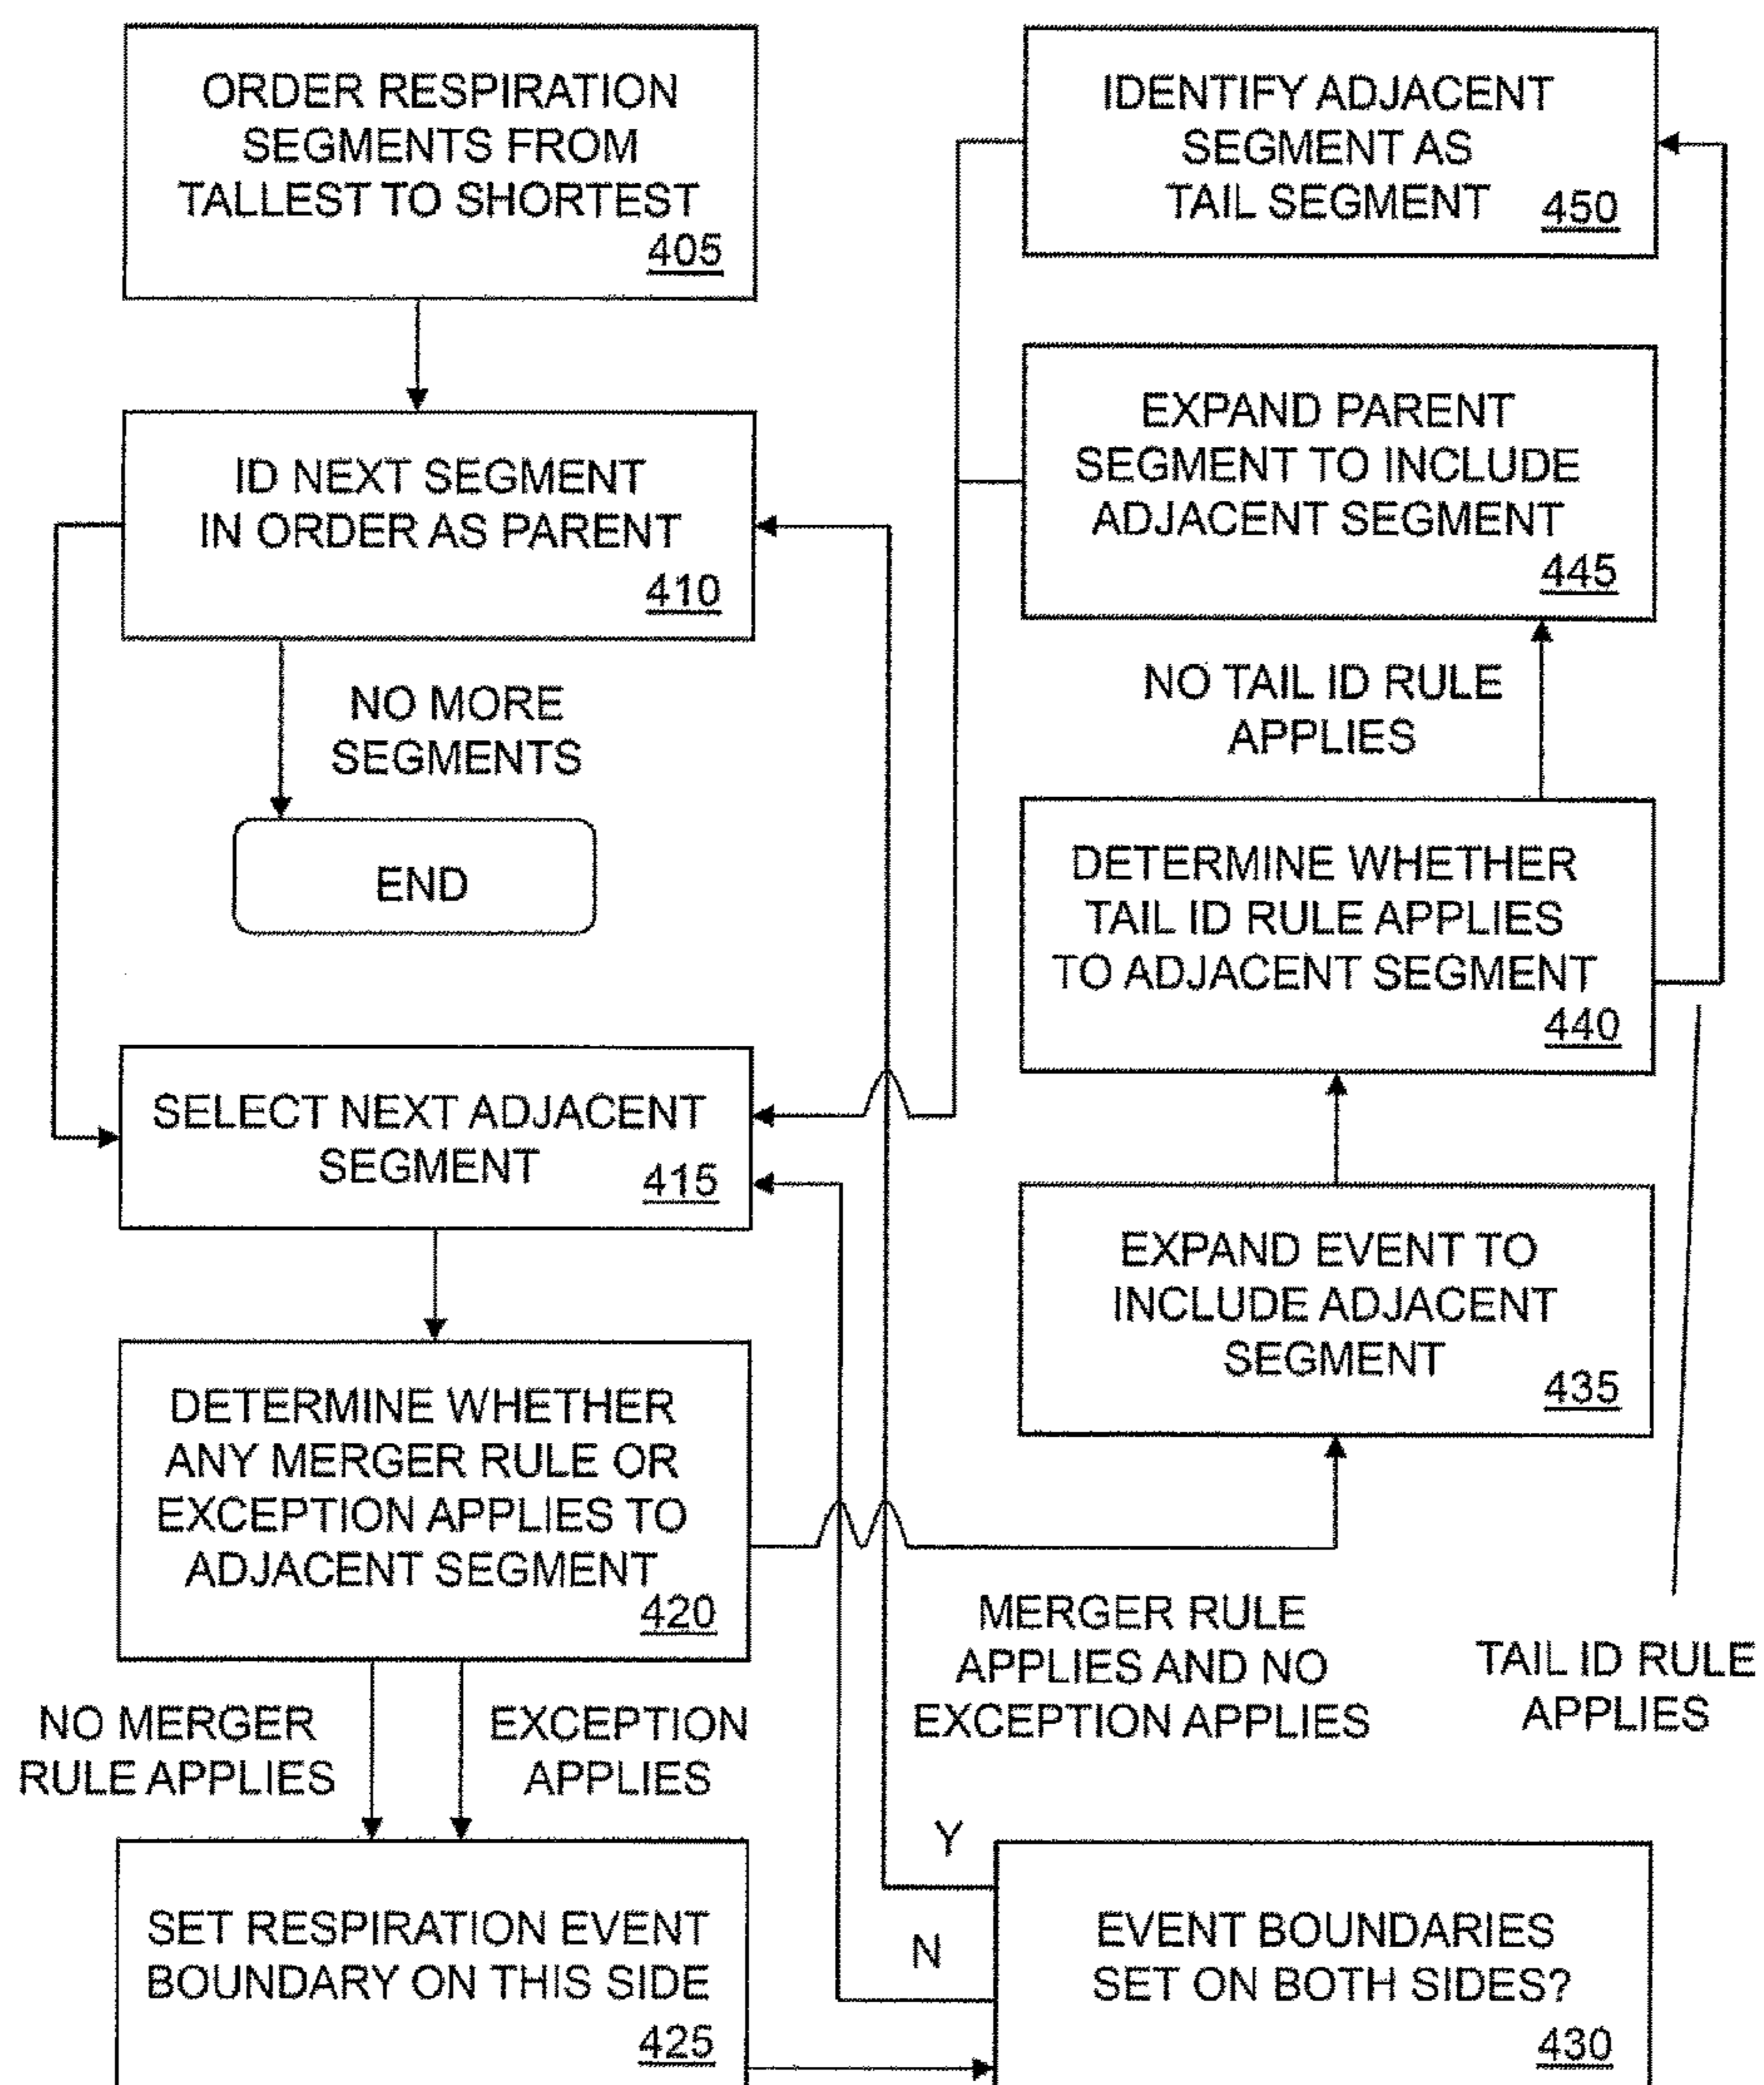 ORDER RESPIRATION
SEGMENTS FROM
TALLEST TO SHORTEST
405
ID NEXT SEGMENT
IN ORDER AS PARENT
410
NO MORE
SEGMENTS
END
SELECT NEXT ADJACENT
SEGMENT
415
DETERMINE WHETHER
ANY MERGER RULE OR
EXCEPTION APPLIES TO
ADJACENT SEGMENT
420
NO MERGER
RULE APPLIES
EXCEPTION
APPLIES
SET RESPIRATION EVENT
BOUNDARY ON THIS SIDE
425
IDENTIFY ADJACENT
SEGMENT AS
TAIL SEGMENT
450
EXPAND PARENT
SEGMENT TO INCLUDE
ADJACENT SEGMENT
445
NO TAIL ID RULE
APPLIES
DETERMINE WHETHER
TAIL ID RULE APPLIES
TO ADJACENT SEGMENT
440
EXPAND EVENT TO
INCLUDE ADJACENT
SEGMENT
435
MERGER RULE
APPLIES AND NO
EXCEPTION APPLIES
TAIL ID RULE
APPLIES
Y
N
EVENT BOUNDARIES
SET ON BOTH SIDES?
430